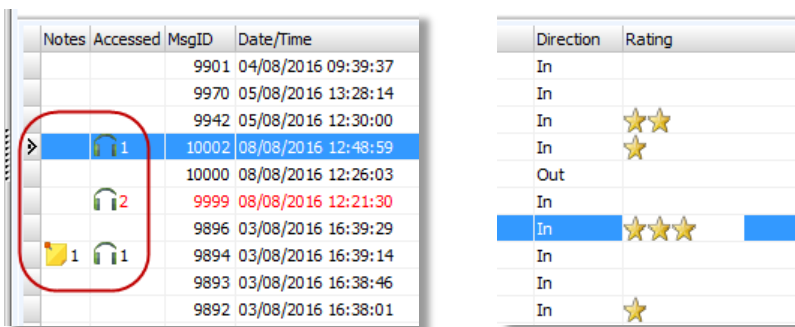 Notes Accessed MsgID Date/Time
9901 04/08/2016 09:39:37
9970 05/08/2016 13:28:14
9942 05/08/2016 12:30:00
1 10002 08/08/2016 12:48:59
10000 08/08/2016 12:26:03
2 9999 08/08/2016 12:21:30
9896 03/08/2016 16:39:29
1 1 9894 03/08/2016 16:39:14
9893 03/08/2016 16:38:46
9892 03/08/2016 16:38:01
Direction Rating
In
In
In
In
Out
In
In
In
In
In